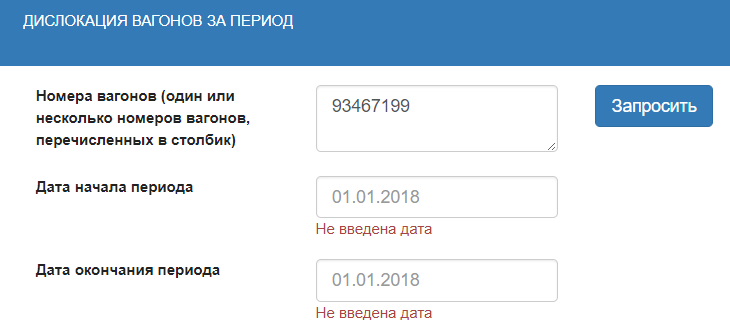 ДИСЛОКАЦИЯ ВАГОНОВ ЗА ПЕРИОД
Номера вагонов (один или
несколько номеров вагонов,
перечисленных в столбик)
93467199
Запросить
Дата начала периода
01.01.2018
Не введена дата
Дата окончания периода
01.01.2018
Не введена дата